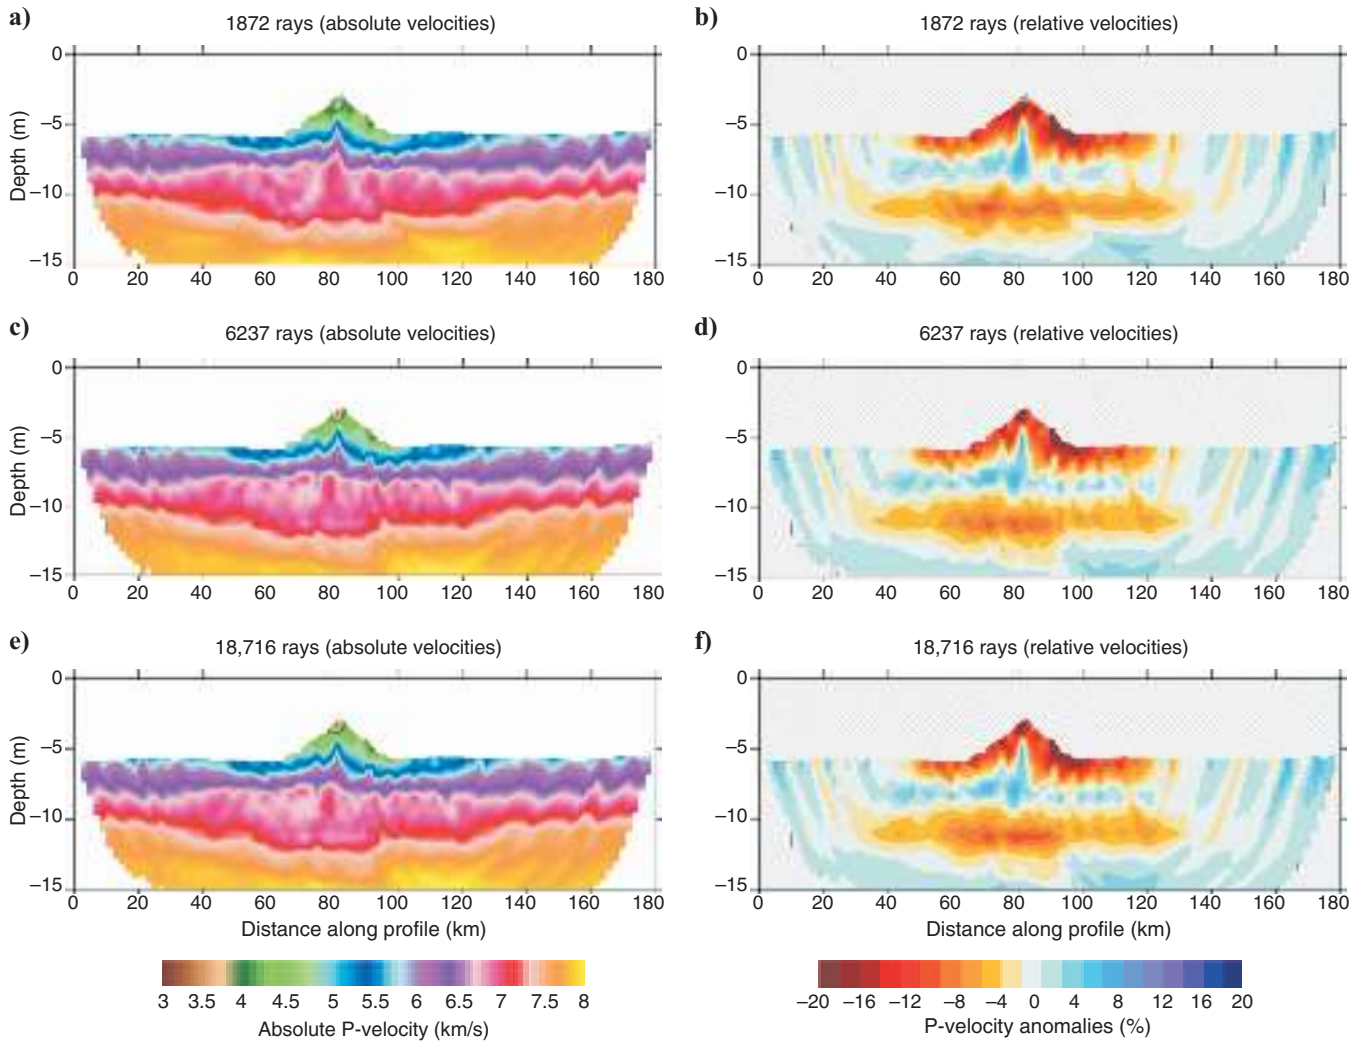 a)
1872 rays (absolute velocities)
0
–5
–10
–15
Depth (m)
0 20 40 60 80 100 120 140 160 180
b)
1872 rays (relative velocities)
0
–5
–10
–15
0 20 40 60 80 100 120 140 160 180
c)
6237 rays (absolute velocities)
0
–5
–10
–15
Depth (m)
0 20 40 60 80 100 120 140 160 180
d)
6237 rays (relative velocities)
0
–5
–10
–15
0 20 40 60 80 100 120 140 160 180
e)
18,716 rays (absolute velocities)
0
–5
–10
–15
Depth (m)
0 20 40 60 80 100 120 140 160 180
Distance along profile (km)
f)
18,716 rays (relative velocities)
0
–5
–10
–15
0 20 40 60 80 100 120 140 160 180
Distance along profile (km)
3 3.5 4 4.5 5 5.5 6 6.5 7 7.5 8
Absolute P-velocity (km/s)
–20 –16 –12 –8 –4 0 4 8 12 16 20
P-velocity anomalies (%)